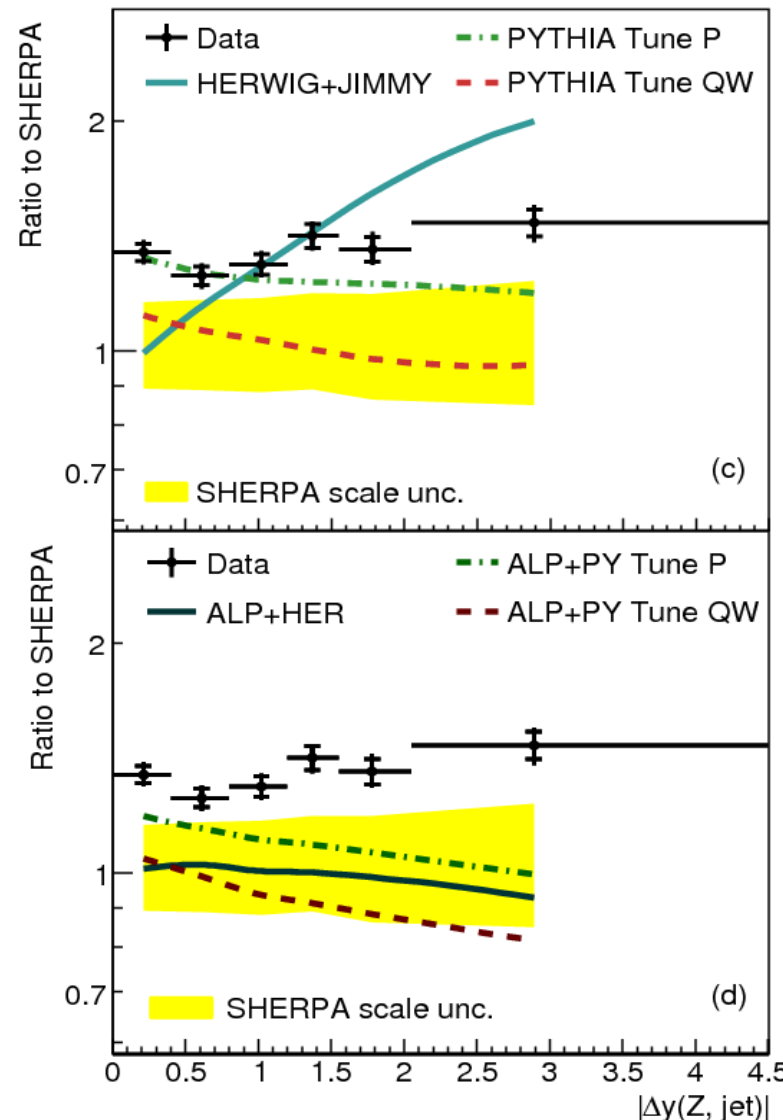 Ratio to SHERPA
Data
PYTHIA Tune P
HERWIG+JIMMY
PYTHIA Tune QW
2
1
0.7
SHERPA scale unc.
(c)
Ratio to SHERPA
Data
ALP+PY Tune P
ALP+HER
ALP+PY Tune QW
2
1
0.7
SHERPA scale unc.
(d)
0 0.5 1 1.5 2 2.5 3 3.5 4 4.5
|Δy(Z, jet)|